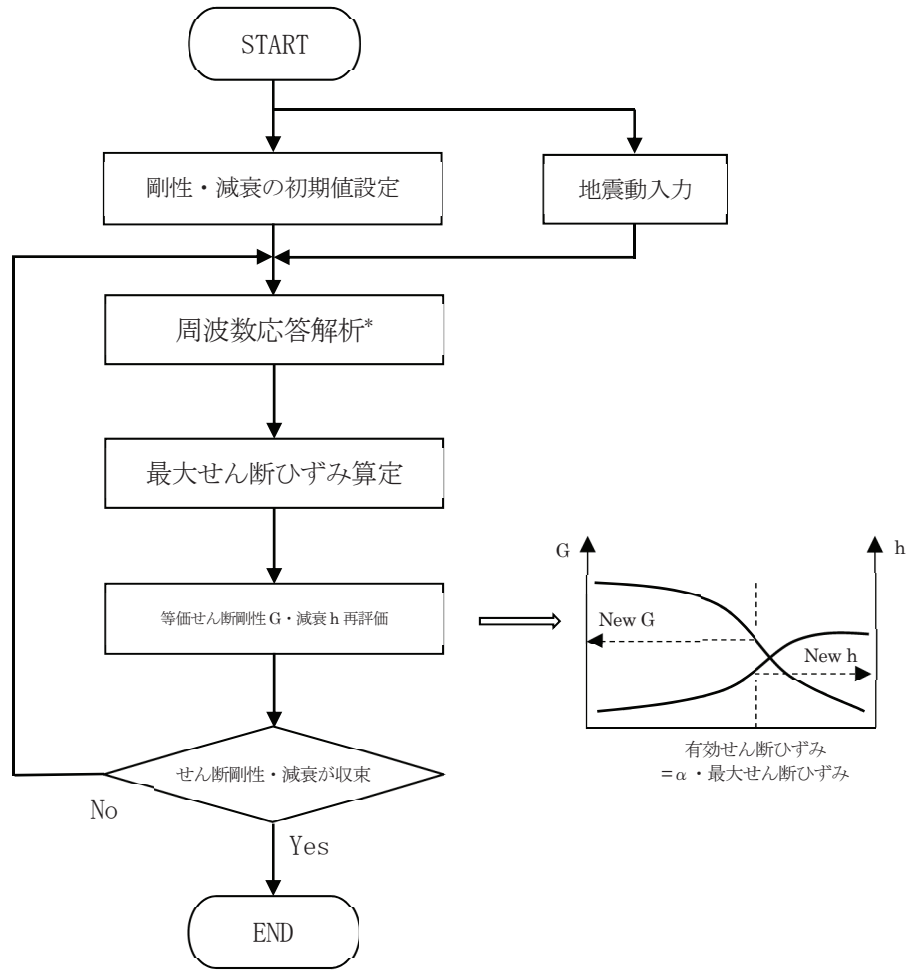 START
剛性・減衰の初期値設定
地震動入力
周波数応答解析*
最大せん断ひずみ算定
等価せん断剛性 G・減衰 h 再評価
G
h
New G
New h
有効せん断ひずみ
=α・最大せん断ひずみ
せん断剛性・減衰が収束
No
Yes
END